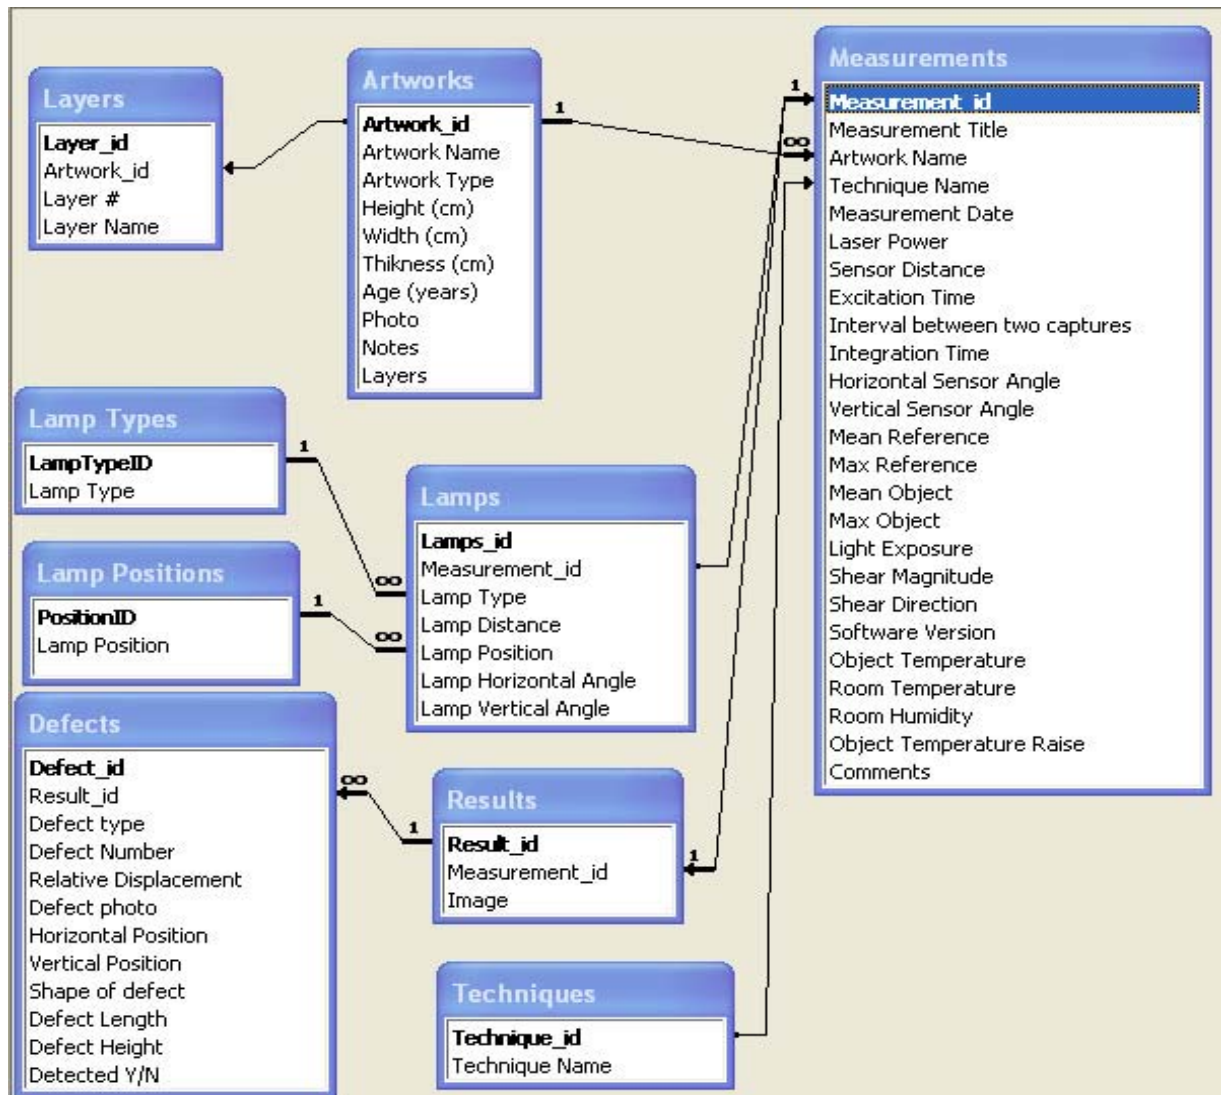 Layers
Layer_id
Artwork_id
Layer #
Layer Name
Artworks
Artwork_id
Artwork Name
Artwork Type
Height (cm)
Width (cm)
Thikness (cm)
Age (years)
Photo
Notes
Layers
1
Measurements
Measurement_id
Measurement Title
Artwork Name
Technique Name
Measurement Date
Laser Power
Sensor Distance
Excitation Time
Interval between two captures
Integration Time
Horizontal Sensor Angle
Vertical Sensor Angle
Mean Reference
Max Reference
Mean Object
Max Object
Light Exposure
Shear Magnitude
Shear Direction
Software Version
Object Temperature
Room Temperature
Room Humidity
Object Temperature Raise
Comments
1
∞
Lamp Types
LampTypeID
Lamp Type
1
Lamp Positions
PositionID
Lamp Position
1
Lamps
Lamps_id
Measurement_id
Lamp Type
Lamp Distance
Lamp Position
Lamp Horizontal Angle
Lamp Vertical Angle
∞
∞
Defects
Defect_id
Result_id
Defect type
Defect Number
Relative Displacement
Defect photo
Horizontal Position
Vertical Position
Shape of defect
Defect Length
Defect Height
Detected Y/N
∞
1
Results
Result_id
Measurement_id
Image
1
Techniques
Technique_id
Technique Name